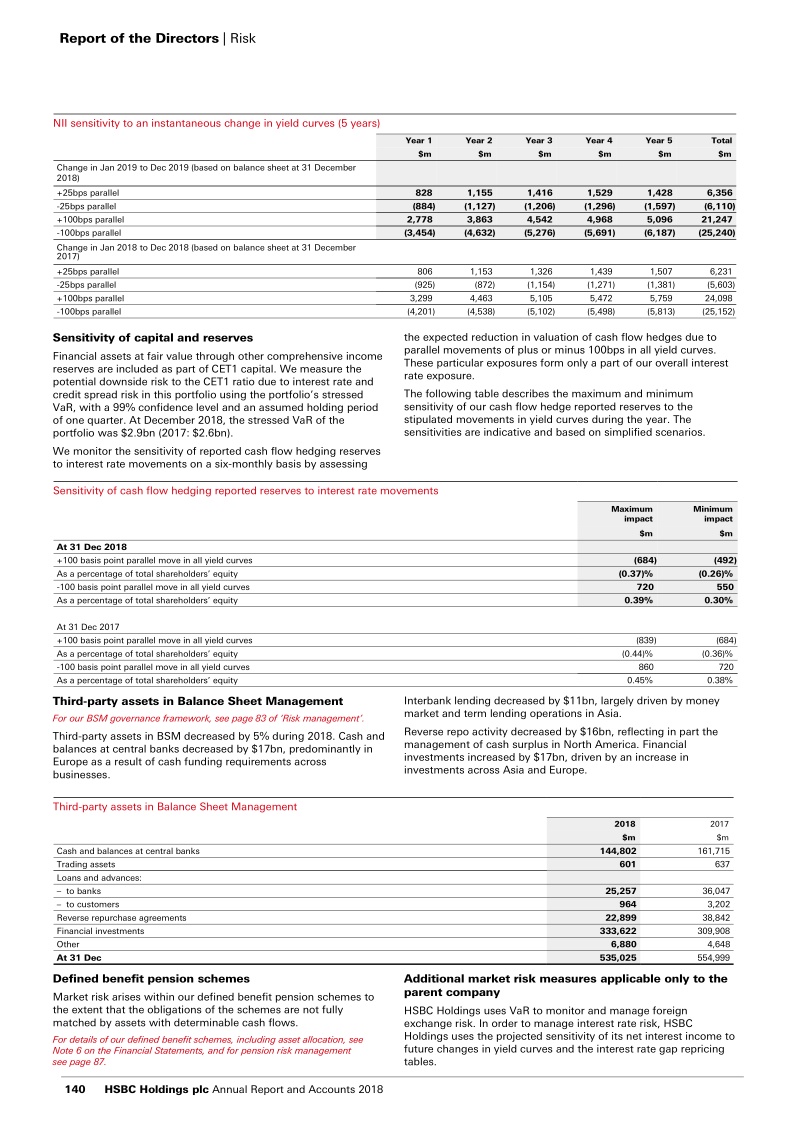 Report of the Directors | Risk
NII sensitivity to an instantaneous change in yield curves (5 years)
Year 1 Year 2 Year 3 Year 4 Year 5 Total
$m $m $m $m $m $m
Change in Jan 2019 to Dec 2019 (based on balance sheet at 31 December
2018)
+25bps parallel 828 1,155 1,416 1,529 1,428 6,356
-25bps parallel (884) (1,127) (1,206) (1,296) (1,597) (6,110)
+100bps parallel 2,778 3,863 4,542 4,968 5,096 21,247
-100bps parallel (3,454) (4,632) (5,276) (5,691) (6,187) (25,240)
Change in Jan 2018 to Dec 2018 (based on balance sheet at 31 December
2017)
+25bps parallel 806 1,153 1,326 1,439 1,507 6,231
-25bps parallel (925) (872) (1,154) (1,271) (1,381) (5,603)
+100bps parallel 3,299 4,463 5,105 5,472 5,759 24,098
-100bps parallel (4,201) (4,538) (5,102) (5,498) (5,813) (25,152)
Sensitivity of capital and reserves
Financial assets at fair value through other comprehensive income
reserves are included as part of CET1 capital. We measure the
potential downside risk to the CET1 ratio due to interest rate and
credit spread risk in this portfolio using the portfolio's stressed
VaR, with a 99% confidence level and an assumed holding period
of one quarter. At December 2018, the stressed VaR of the
portfolio was $2.9bn (2017: $2.6bn).
We monitor the sensitivity of reported cash flow hedging reserves
to interest rate movements on a six-monthly basis by assessing
the expected reduction in valuation of cash flow hedges due to
parallel movements of plus or minus 100bps in all yield curves.
These particular exposures form only a part of our overall interest
rate exposure.
The following table describes the maximum and minimum
sensitivity of our cash flow hedge reported reserves to the
stipulated movements in yield curves during the year. The
sensitivities are indicative and based on simplified scenarios.
Sensitivity of cash flow hedging reported reserves to interest rate movements
Maximum Minimum
impact impact
$m $m
At 31 Dec 2018
+100 basis point parallel move in all yield curves (684) (492)
As a percentage of total shareholders' equity (0.37)% (0.26)%
-100 basis point parallel move in all yield curves 720 550
As a percentage of total shareholders' equity 0.39% 0.30%
At 31 Dec 2017
+100 basis point parallel move in all yield curves (839) (684)
As a percentage of total shareholders' equity (0.44)% (0.36)%
-100 basis point parallel move in all yield curves 860 720
As a percentage of total shareholders' equity 0.45% 0.38%
Third-party assets in Balance Sheet Management
For our BSM governance framework, see page 83 of 'Risk management'.
Third-party assets in BSM decreased by 5% during 2018. Cash and
balances at central banks decreased by $17bn, predominantly in
Europe as a result of cash funding requirements across
businesses.
Interbank lending decreased by $11bn, largely driven by money
market and term lending operations in Asia.
Reverse repo activity decreased by $16bn, reflecting in part the
management of cash surplus in North America. Financial
investments increased by $17bn, driven by an increase in
investments across Asia and Europe.
Third-party assets in Balance Sheet Management
2018 2017
$m $m
Cash and balances at central banks 144,802 161,715
Trading assets 601 637
Loans and advances:
– to banks 25,257 36,047
– to customers 964 3,202
Reverse repurchase agreements 22,899 38,842
Financial investments 333,622 309,908
Other 6,880 4,648
At 31 Dec 535,025 554,999
Defined benefit pension schemes
Market risk arises within our defined benefit pension schemes to
the extent that the obligations of the schemes are not fully
matched by assets with determinable cash flows.
For details of our defined benefit schemes, including asset allocation, see
Note 6 on the Financial Statements, and for pension risk management
see page 87.
Additional market risk measures applicable only to the
parent company
HSBC Holdings uses VaR to monitor and manage foreign
exchange risk. In order to manage interest rate risk, HSBC
Holdings uses the projected sensitivity of its net interest income to
future changes in yield curves and the interest rate gap repricing
tables.
140 HSBC Holdings plc Annual Report and Accounts 2018